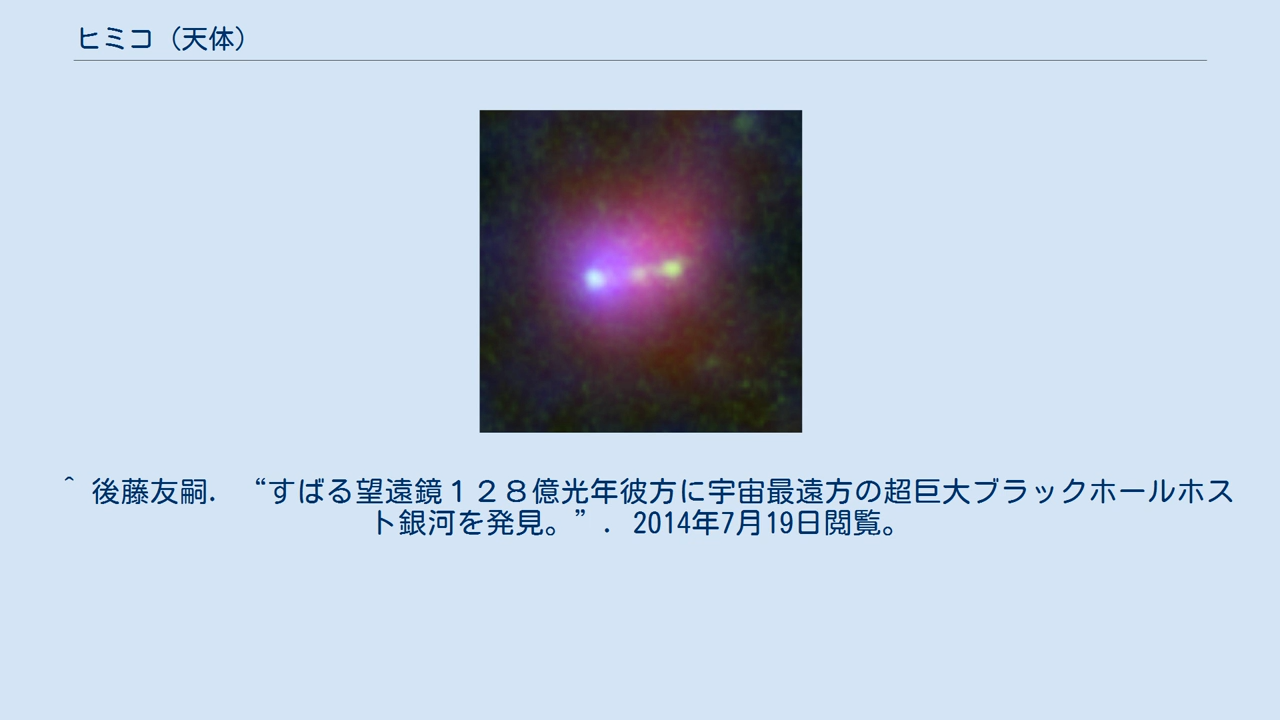 ヒミコ（天体）
^ 後藤友嗣. “すばる望遠鏡１２８億光年彼方に宇宙最遠方の超巨大ブラックホールホス
ト銀河を発見。”. 2014年7月19日閲覧。